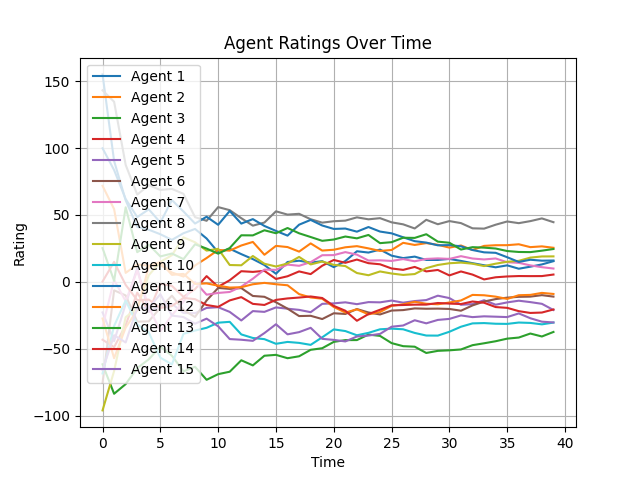 Agent Ratings Over Time
Rating
150
100
50
0
−50
−100
Agent 1
Agent 2
Agent 3
Agent 4
Agent 5
Agent 6
Agent 7
Agent 8
Agent 9
Agent 10
Agent 11
Agent 12
Agent 13
Agent 14
Agent 15
0 5 10 15 20 25 30 35 40
Time